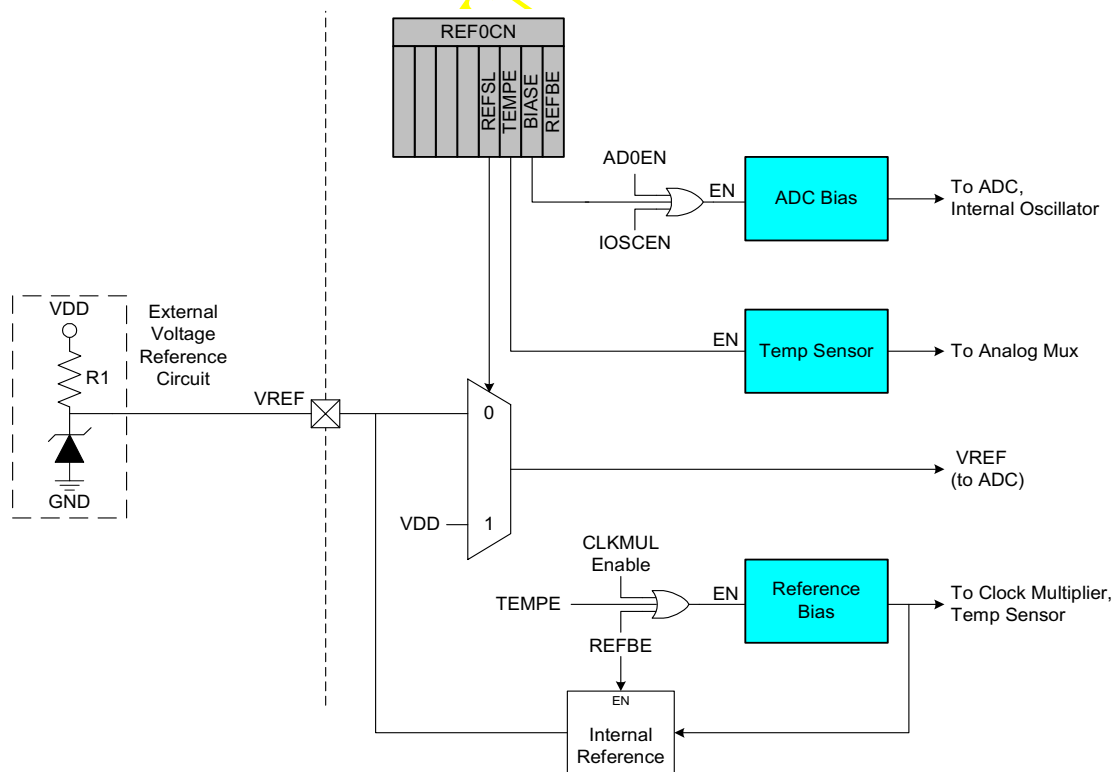 REF0CN
REFSL
TEMPE
BIASE
REFBE
AD0EN
EN
ADC Bias
To ADC,
Internal Oscillator
IOSCEN
VDD
R1
GND
External
Voltage
Reference
Circuit
EN
Temp Sensor
To Analog Mux
VREF
0
VREF
(to ADC)
VDD
1
CLKMUL
Enable
TEMPE
EN
Reference
Bias
To Clock Multiplier,
Temp Sensor
REFBE
EN
Internal
Reference